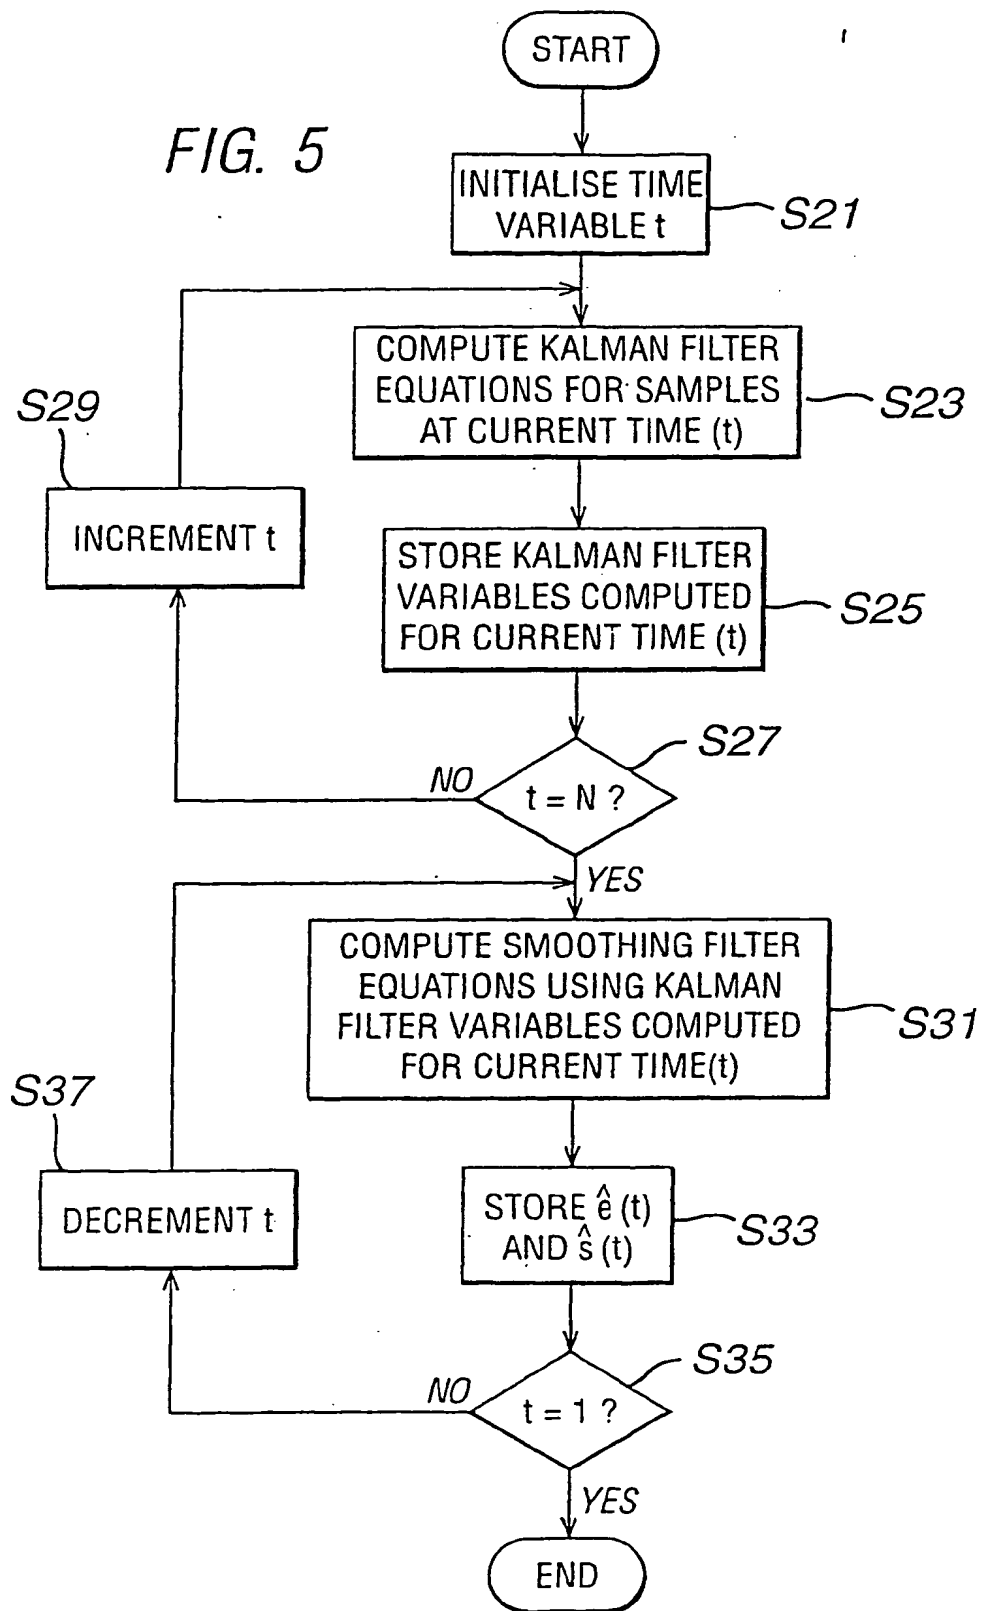 START
FIG. 5
INITIALISE TIME
VARIABLE t
S21
COMPUTE KALMAN FILTER
EQUATIONS FOR SAMPLES
AT CURRENT TIME (t)
S23
S29
INCREMENT t
STORE KALMAN FILTER
VARIABLES COMPUTED
FOR CURRENT TIME (t)
S25
S27
NO
t = N ?
YES
COMPUTE SMOOTHING FILTER
EQUATIONS USING KALMAN
FILTER VARIABLES COMPUTED
FOR CURRENT TIME(t)
S31
S37
DECREMENT t
STORE ê (t)
AND ŝ (t)
S33
S35
NO
t = 1 ?
YES
END